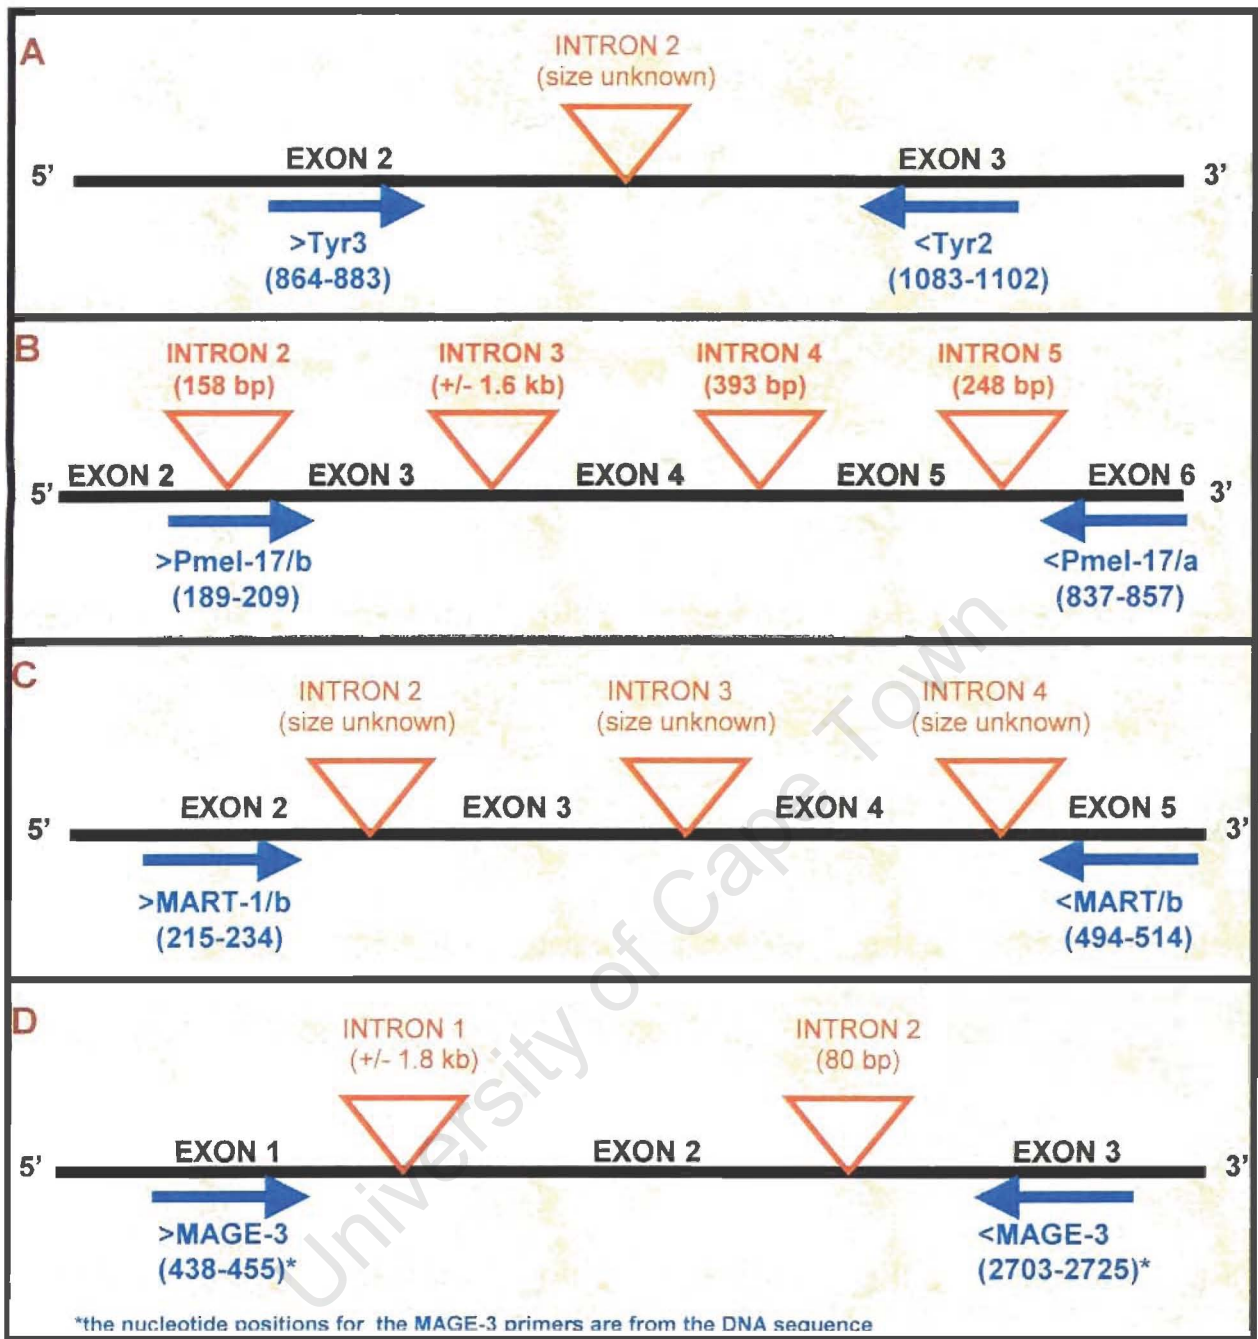 A
INTRON 2
(size unknown)
EXON 2
EXON 3
5'
3'
>Tyr3
(864-883)
<Tyr2
(1083-1102)
B
INTRON 2
(158 bp)
INTRON 3
(+/- 1.6 kb)
INTRON 4
(393 bp)
INTRON 5
(248 bp)
EXON 2
EXON 3
EXON 4
EXON 5
EXON 6
5'
3'
>Pmel-17/b
(189-209)
<Pmel-17/a
(837-857)
C
INTRON 2
(size unknown)
INTRON 3
(size unknown)
INTRON 4
(size unknown)
EXON 2
EXON 3
EXON 4
EXON 5
5'
3'
>MART-1/b
(215-234)
<MART/b
(494-514)
D
INTRON 1
(+/- 1.8 kb)
INTRON 2
(80 bp)
EXON 1
EXON 2
EXON 3
5'
3'
>MAGE-3
(438-455)*
<MAGE-3
(2703-2725)*
*the nucleotide positions for the MAGE-3 primers are from the DNA sequence
University of Cape Town